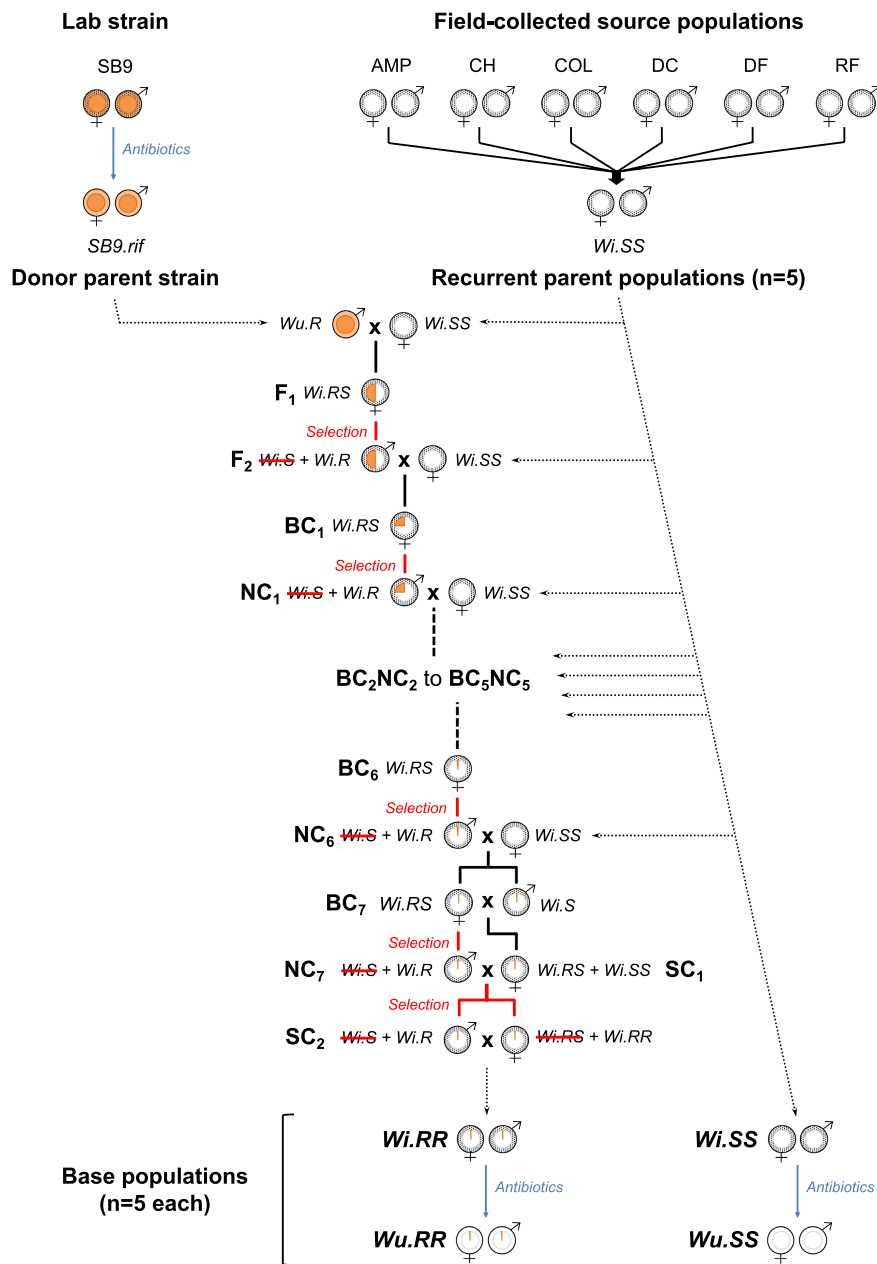 Lab strain
Field-collected source populations
SB9
AMP CH COL DC DF RF
♀ ♂ ♀ ♂ ♀ ♂ ♀ ♂ ♀ ♂ ♀ ♂ ♀ ♂
Antibiotics
SB9.rif
Wi.SS
Donor parent strain
Recurrent parent populations (n=5)
Wu.R x Wi.SS
F1 Wi.RS
Selection
F2 Wi.S + Wi.R x Wi.SS
BC1 Wi.RS
Selection
NC1 Wi.S + Wi.R x Wi.SS
BC2NC2 to BC5NC5
BC6 Wi.RS
Selection
NC6 Wi.S + Wi.R x Wi.SS
BC7 Wi.RS x Wi.S
Selection
NC7 Wi.S + Wi.R x Wi.RS + Wi.SS SC1
Selection
SC2 Wi.S + Wi.R x Wi.RS + Wi.RR
Wi.RR Wi.SS
Base populations
(n=5 each)
Antibiotics Antibiotics
Wu.RR Wu.SS